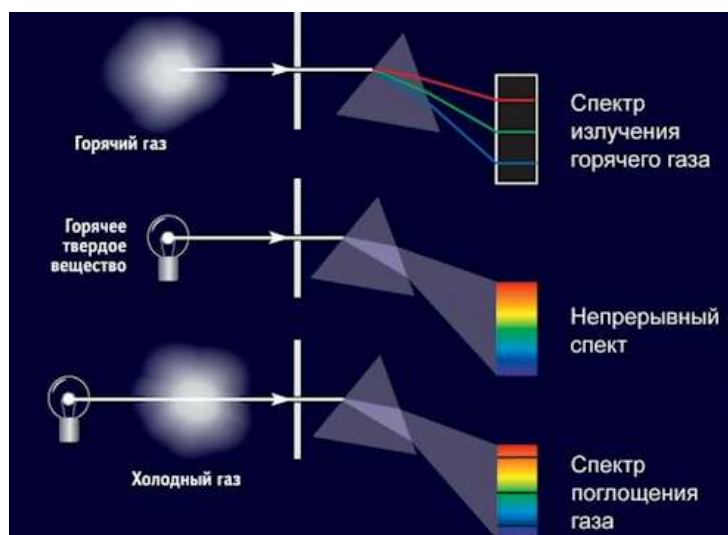 Горячий газ
Спектр
излучения
горячего газа
Горячее
твердое
вещество
Непрерывный
спект
Холодный газ
Спектр
поглощения
газа